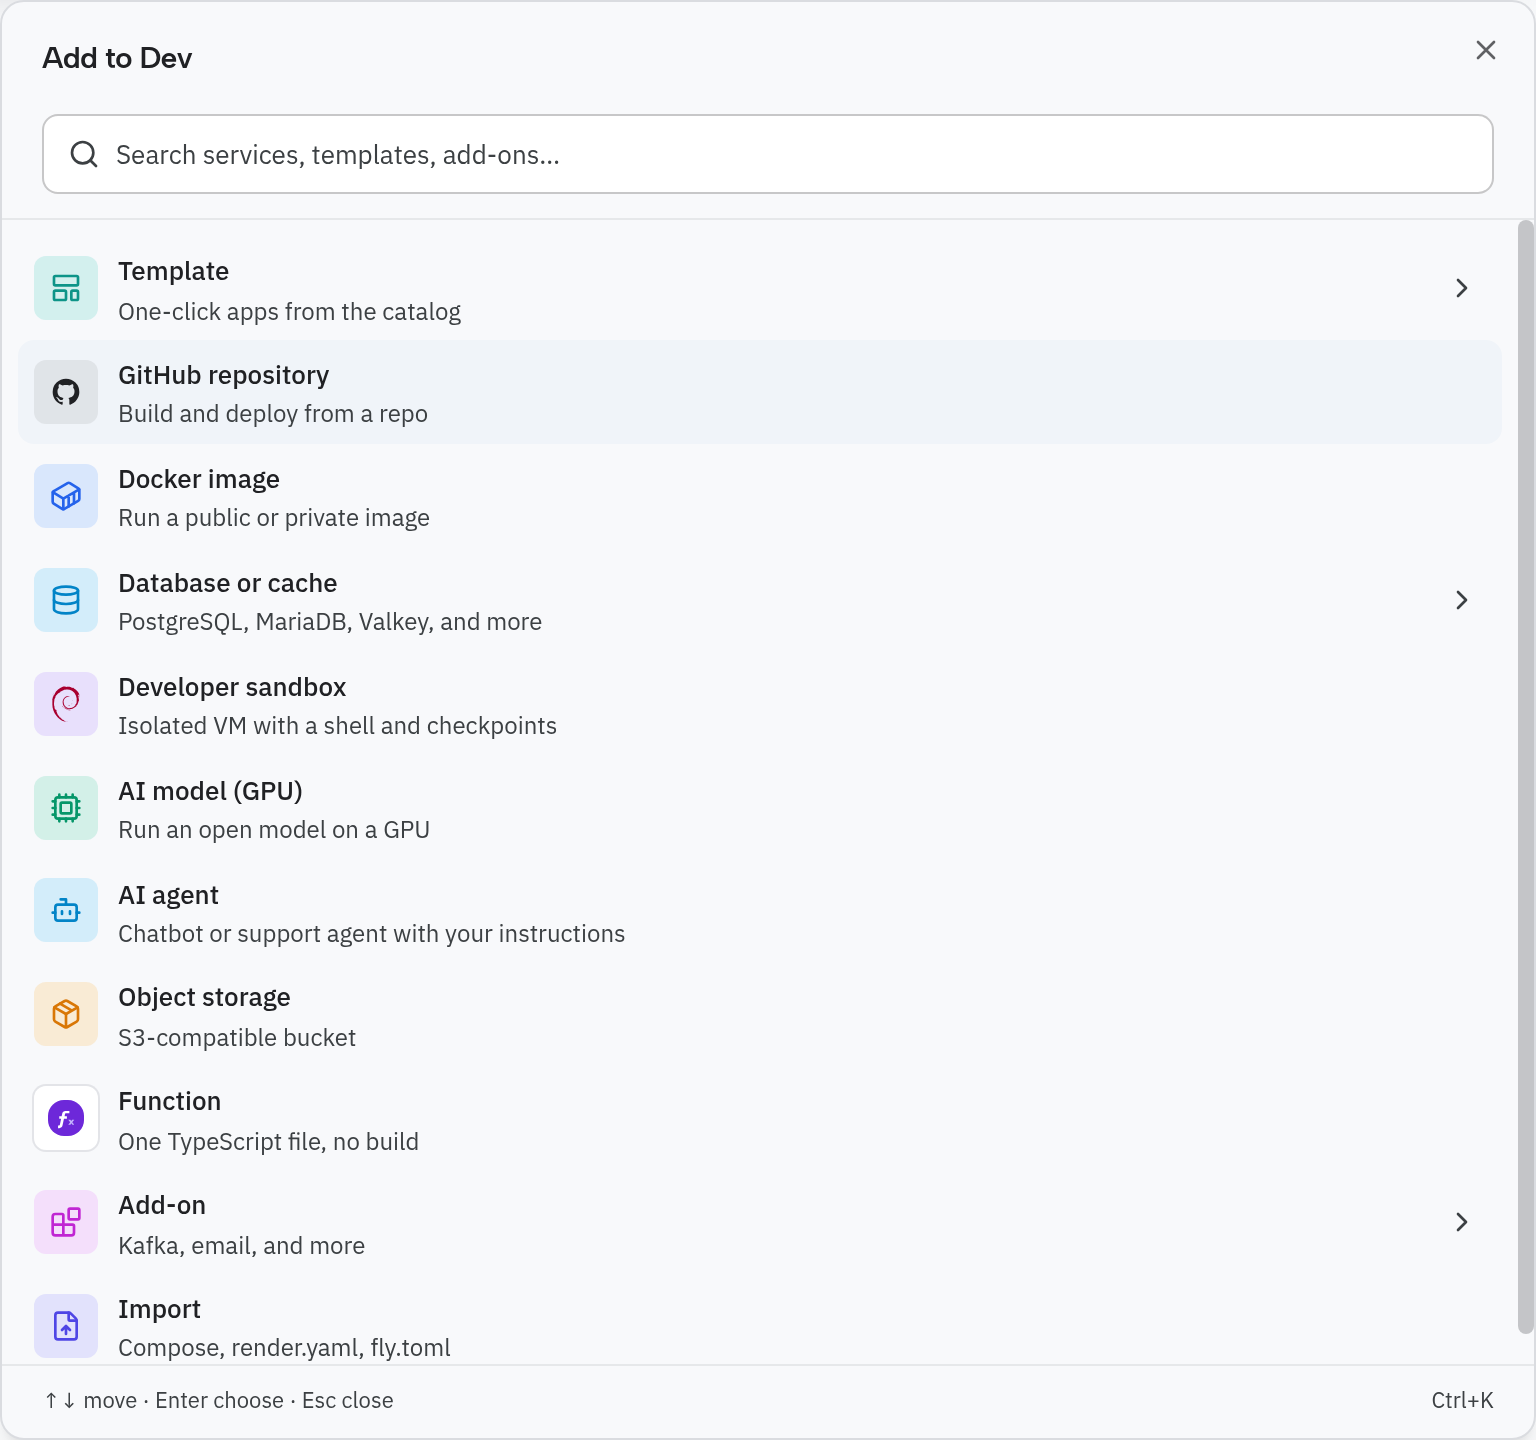 Add to Dev
Search services, templates, add-ons...
Template
One-click apps from the catalog
GitHub repository
Build and deploy from a repo
Docker image
Run a public or private image
Database or cache
PostgreSQL, MariaDB, Valkey, and more
Developer sandbox
Isolated VM with a shell and checkpoints
AI model (GPU)
Run an open model on a GPU
AI agent
Chatbot or support agent with your instructions
Object storage
S3-compatible bucket
fx
Function
One TypeScript file, no build
Add-on
Kafka, email, and more
Import
Compose, render.yaml, fly.toml
↑↓ move · Enter choose · Esc close
Ctrl+K